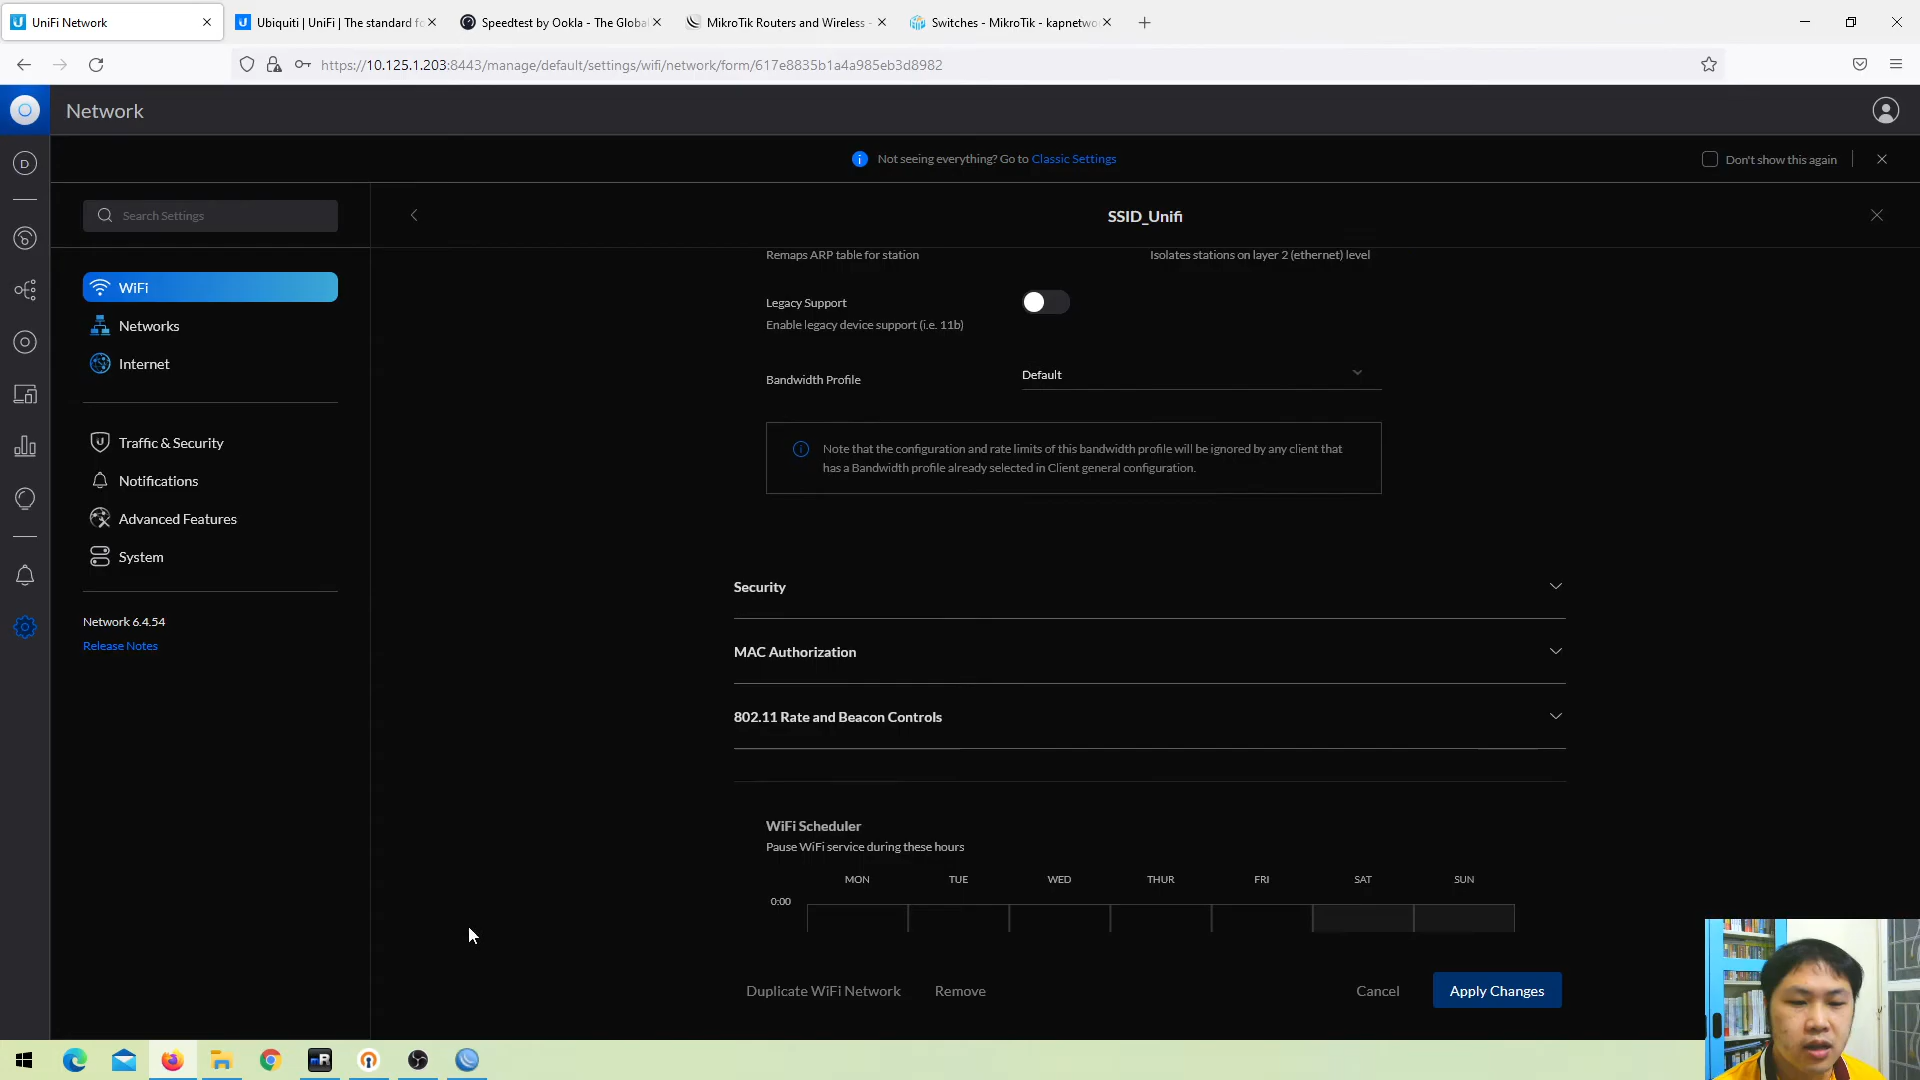 UniFi Network
Ubiquiti | UniFi | The standard fo
Speedtest by Ookla - The Global
MikroTik Routers and Wireless -
Switches - MikroTik - kapnetwo
https://10.125.1.203:8443/manage/default/settings/wifi/network/form/617e8835b1a4a985eb3d8982
Network
D
Not seeing everything? Go to Classic Settings
Don't show this again
Search Settings
SSID_Unifi
WiFi
Networks
Internet
Traffic & Security
Notifications
Advanced Features
System
Network 6.4.54
Release Notes
Remaps ARP table for station
Isolates stations on layer 2 (ethernet) level
Legacy Support
Enable legacy device support (i.e. 11b)
Bandwidth Profile
Default
Note that the configuration and rate limits of this bandwidth profile will be ignored by any client that
has a Bandwidth profile already selected in Client general configuration.
Security
MAC Authorization
802.11 Rate and Beacon Controls
WiFi Scheduler
Pause WiFi service during these hours
MON TUE WED THUR FRI SAT SUN
0:00
Duplicate WiFi Network
Remove
Cancel
Apply Changes